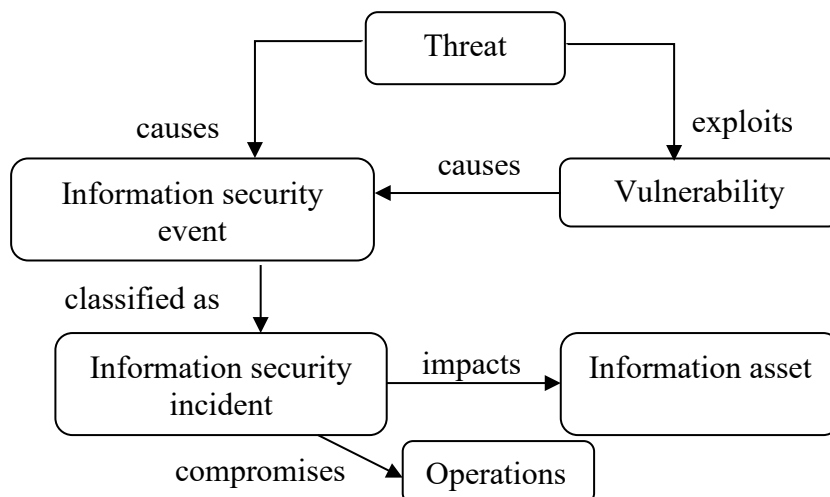 Threat
causes
exploits
Information security
event
causes
Vulnerability
classified as
Information security
incident
impacts
Information asset
compromises
Operations